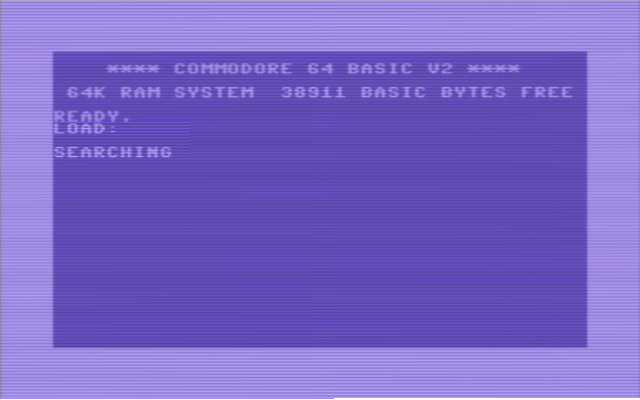 **** COMMODORE 64 BASIC V2 ****
64K RAM SYSTEM  38911 BASIC BYTES FREE
READY.
LOAD:
SEARCHING